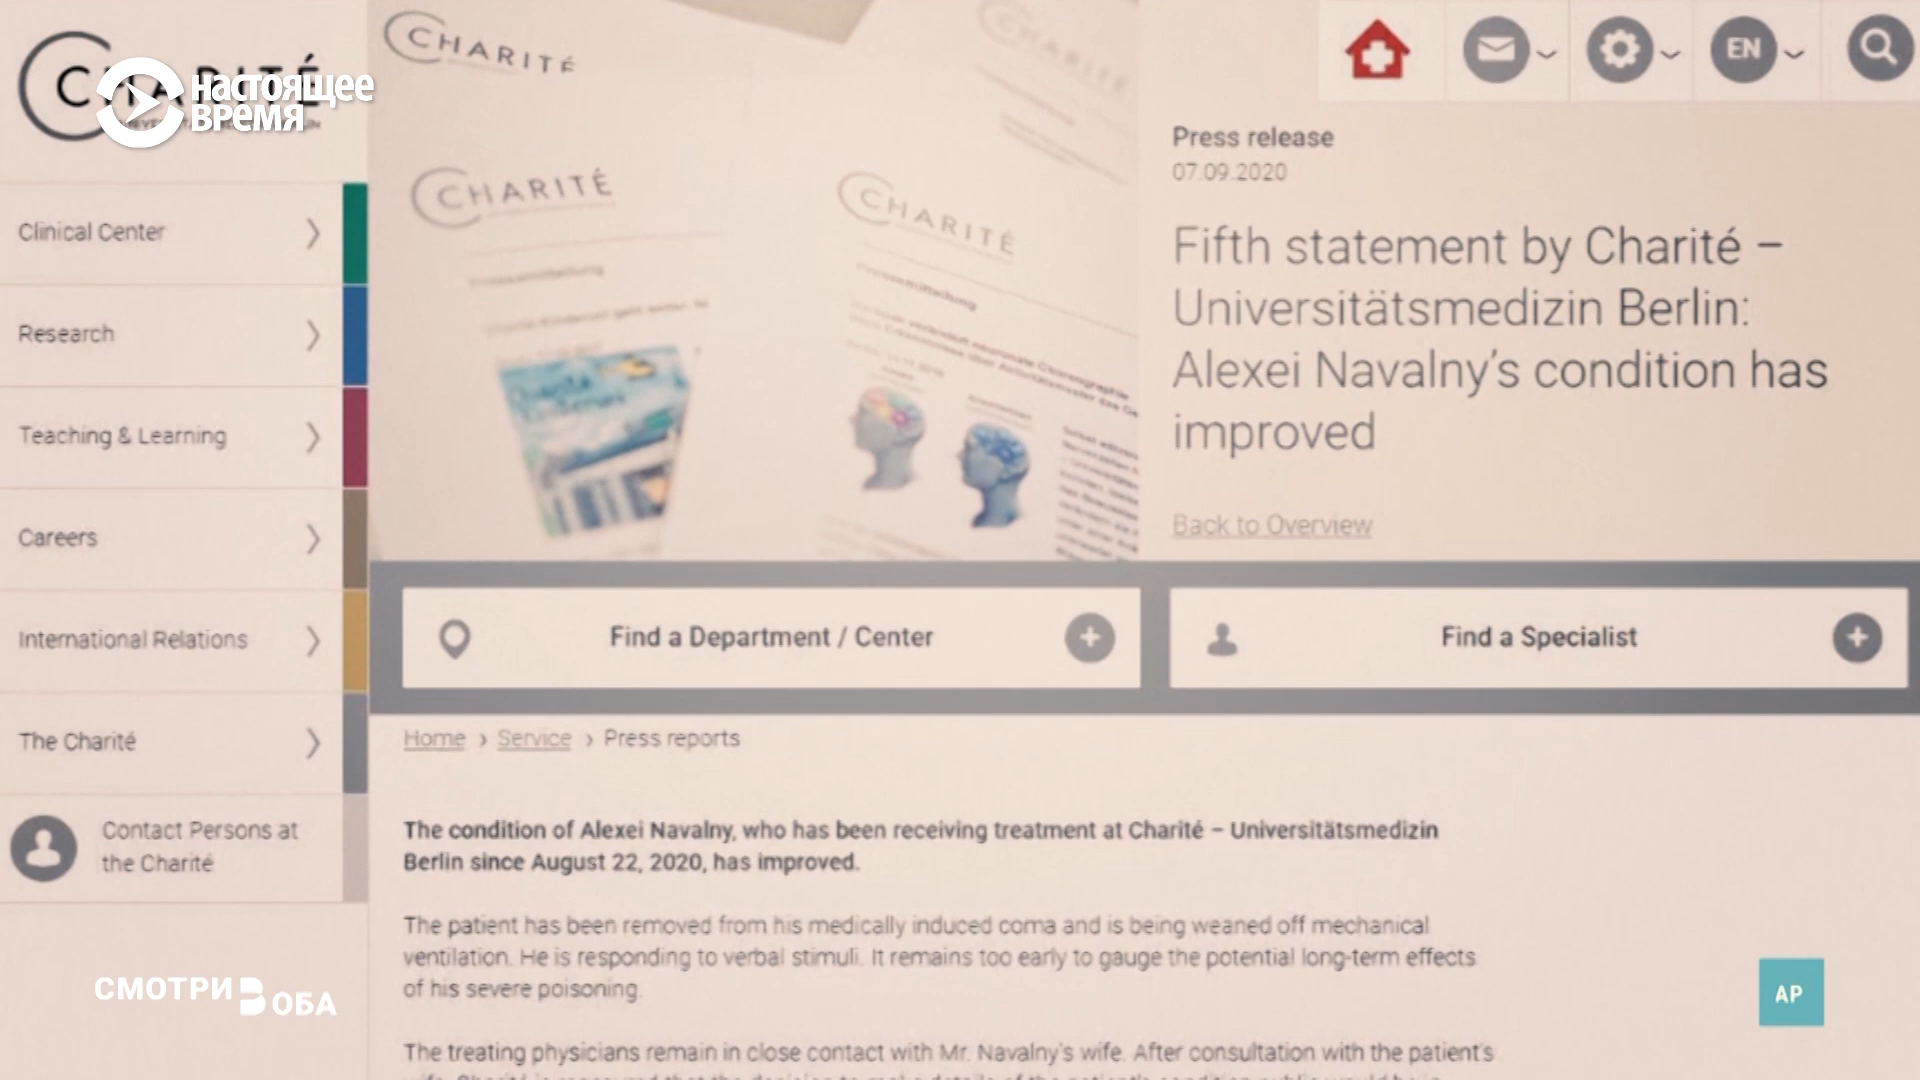 CHARITÉ
настоящее
время
Clinical Center
Research
Teaching & Learning
Careers
International Relations
The Charité
Contact Persons at
the Charité
CHARITÉ
CHARITÉ
CHARITÉ
CHARITÉ
Pressemitteilung
Pressemitteilung
EN
Press release
07.09.2020
Fifth statement by Charité –
Universitätsmedizin Berlin:
Alexei Navalny's condition has
improved
Back to Overview
Find a Department / Center
Find a Specialist
Home › Service › Press reports
The condition of Alexei Navalny, who has been receiving treatment at Charité – Universitätsmedizin
Berlin since August 22, 2020, has improved.
The patient has been removed from his medically induced coma and is being weaned off mechanical
ventilation. He is responding to verbal stimuli. It remains too early to gauge the potential long-term effects
of his severe poisoning.
The treating physicians remain in close contact with Mr. Navalny's wife. After consultation with the patient's
СМОТРИ В ОБА
AP